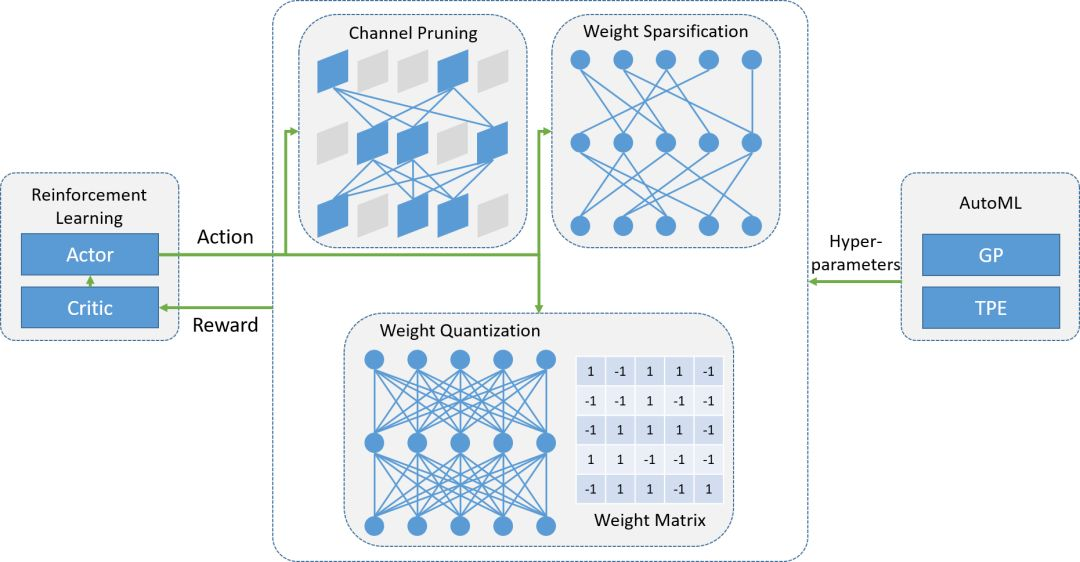 Channel Pruning
Weight Sparsification
Reinforcement
Learning
Actor
Critic
Action
Reward
Hyper-
parameters
AutoML
GP
TPE
Weight Quantization
1 -1 1 1 -1
-1 -1 1 -1 -1
-1 1 1 1 -1
1 1 -1 -1 -1
-1 1 1 -1 1
Weight Matrix